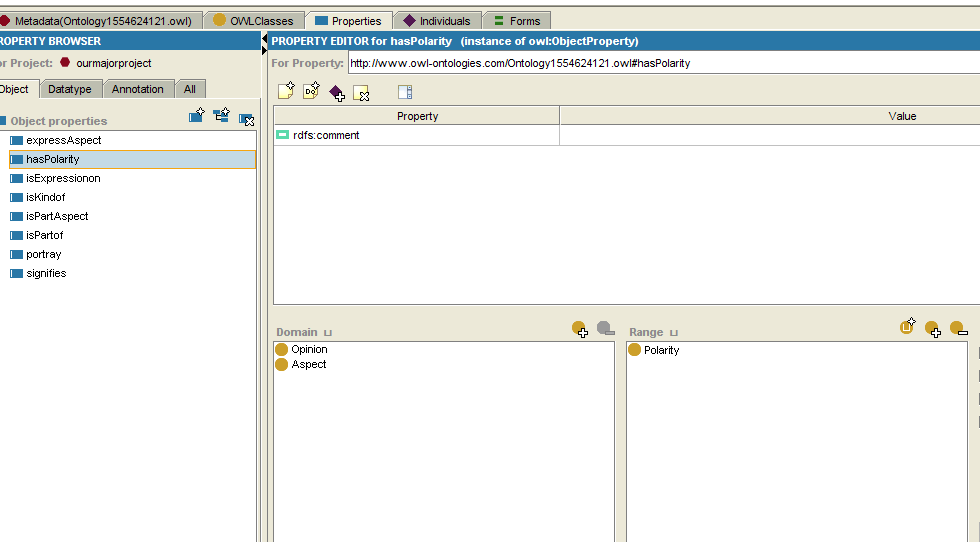 Metadata(Ontology1554624121.owl) OWLClasses Properties Individuals Forms
ROPERTY BROWSER
or Project: ourmajorproject
Object Datatype Annotation All
Object properties
expressAspect
hasPolarity
isExpressionon
isKindof
isPartAspect
isPartof
portray
signifies
PROPERTY EDITOR for hasPolarity (instance of owl:ObjectProperty)
For Property: http://www.owl-ontologies.com/Ontology1554624121.owl#hasPolarity
Property Value
rdfs:comment
Domain ⊔
Opinion
Aspect
Range ⊔
Polarity